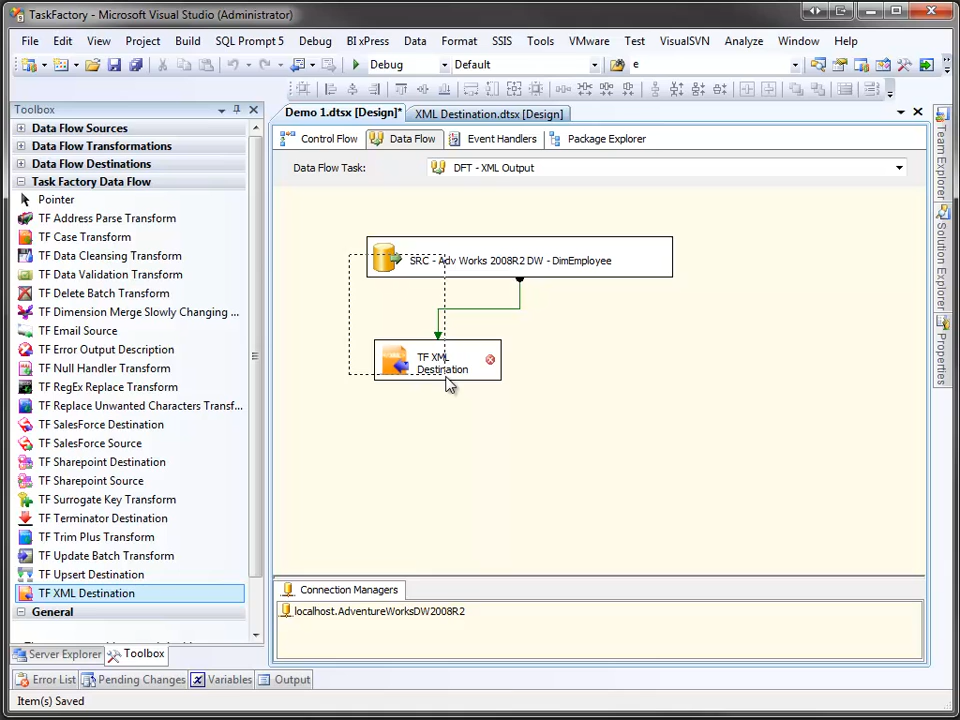 TaskFactory - Microsoft Visual Studio (Administrator)
File Edit View Project Build SQL Prompt 5 Debug BI xPress Data Format SSIS Tools VMware Test VisualSVN Analyze Window Help
Debug Default e
Toolbox
Demo 1.dtsx [Design]* XML Destination.dtsx [Design]
Data Flow Sources
Data Flow Transformations
Data Flow Destinations
Task Factory Data Flow
Pointer
TF Address Parse Transform
TF Case Transform
TF Data Cleansing Transform
TF Data Validation Transform
TF Delete Batch Transform
TF Dimension Merge Slowly Changing ...
TF Email Source
TF Error Output Description
TF Null Handler Transform
TF RegEx Replace Transform
TF Replace Unwanted Characters Transf...
TF SalesForce Destination
TF SalesForce Source
TF Sharepoint Destination
TF Sharepoint Source
TF Surrogate Key Transform
TF Terminator Destination
TF Trim Plus Transform
TF Update Batch Transform
TF Upsert Destination
TF XML Destination
General
Server Explorer Toolbox
Control Flow Data Flow Event Handlers Package Explorer
Data Flow Task: DFT - XML Output
SRC - Adv Works 2008R2 DW - DimEmployee
TF XML
Destination
Connection Managers
localhost.AdventureWorksDW2008R2
Team Explorer
Solution Explorer
Properties
Error List Pending Changes Variables Output
Item(s) Saved